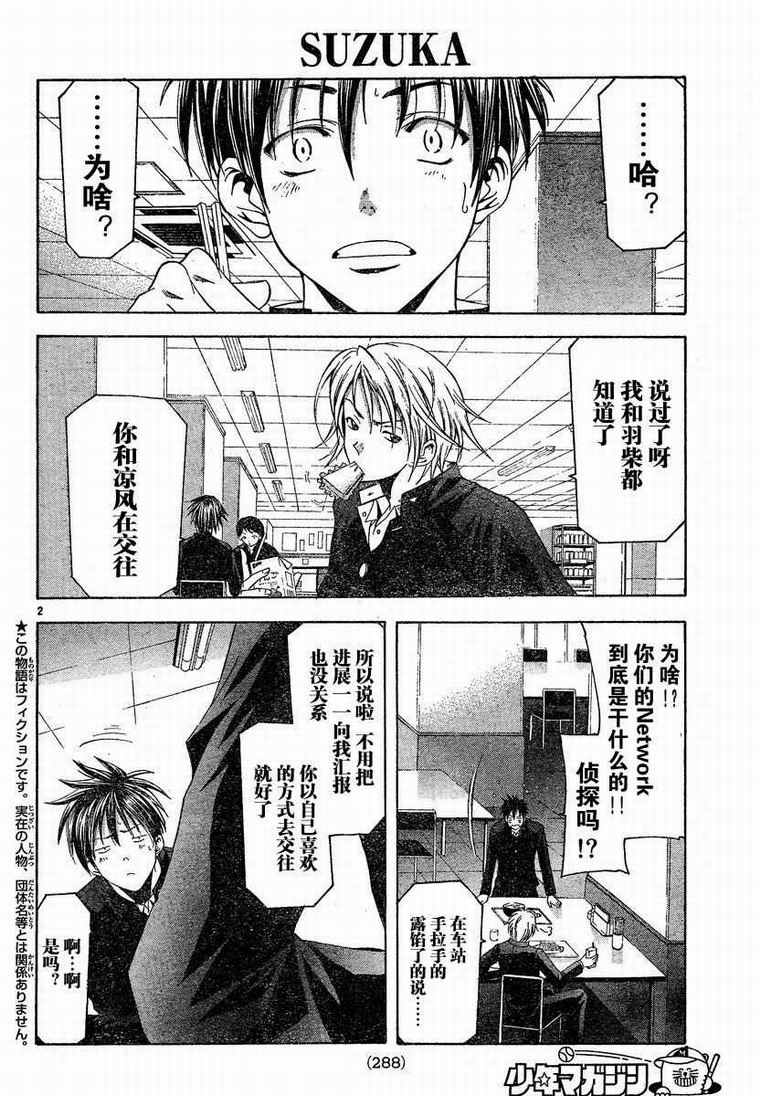 SUZUKA
……哈?
……为啥?
说过了呀
我和羽柴都
知道了
你和凉风在交往
2
为啥!?
你们的Network
到底是干什么的!!
侦探吗!?
在车站
手拉手的
露馅了的说……
所以说啦 不用把
进展一一向我汇报
也没关系
你以自己喜欢
的方式去交往
就好了
啊…啊
是吗?
★この物語はフィクションです。実在の人物、団体名等とは関係ありません。
(288)
少年マガジン